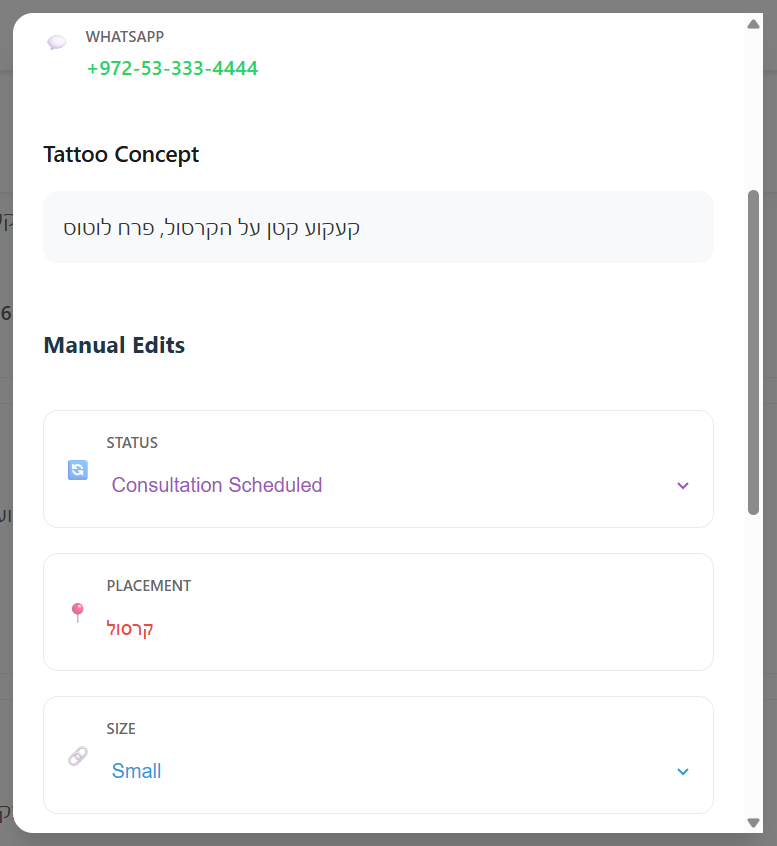 WHATSAPP
+972-53-333-4444
Tattoo Concept
קעקוע קטן על הקרסול, פרח לוטוס
Manual Edits
STATUS
Consultation Scheduled
PLACEMENT
קרסול
SIZE
Small